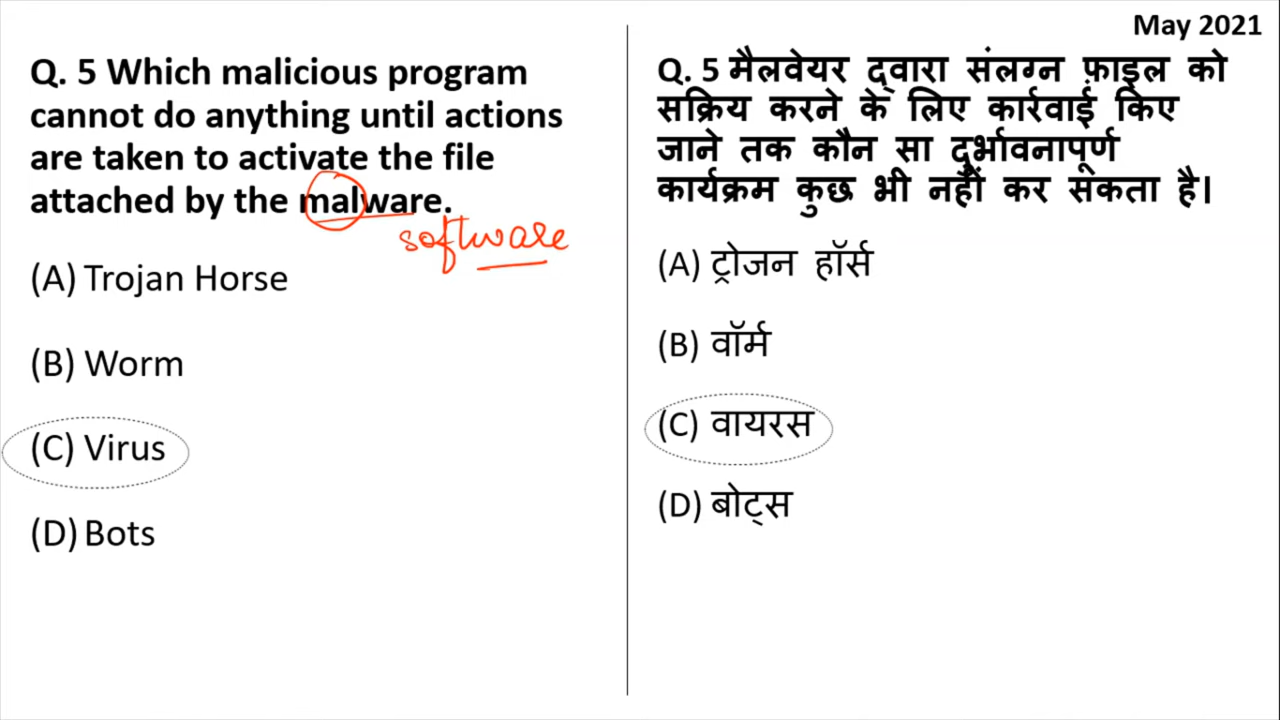 May 2021
Q. 5 Which malicious program
cannot do anything until actions
are taken to activate the file
attached by the malware.
software
(A) Trojan Horse
(B) Worm
(C) Virus
(D) Bots
Q. 5 मैलवेयर द्वारा संलग्न फ़ाइल को
सक्रिय करने के लिए कार्रवाई किए
जाने तक कौन सा दुर्भावनापूर्ण
कार्यक्रम कुछ भी नहीं कर सकता है।
(A) ट्रोजन हॉर्स
(B) वॉर्म
(C) वायरस
(D) बोट्स